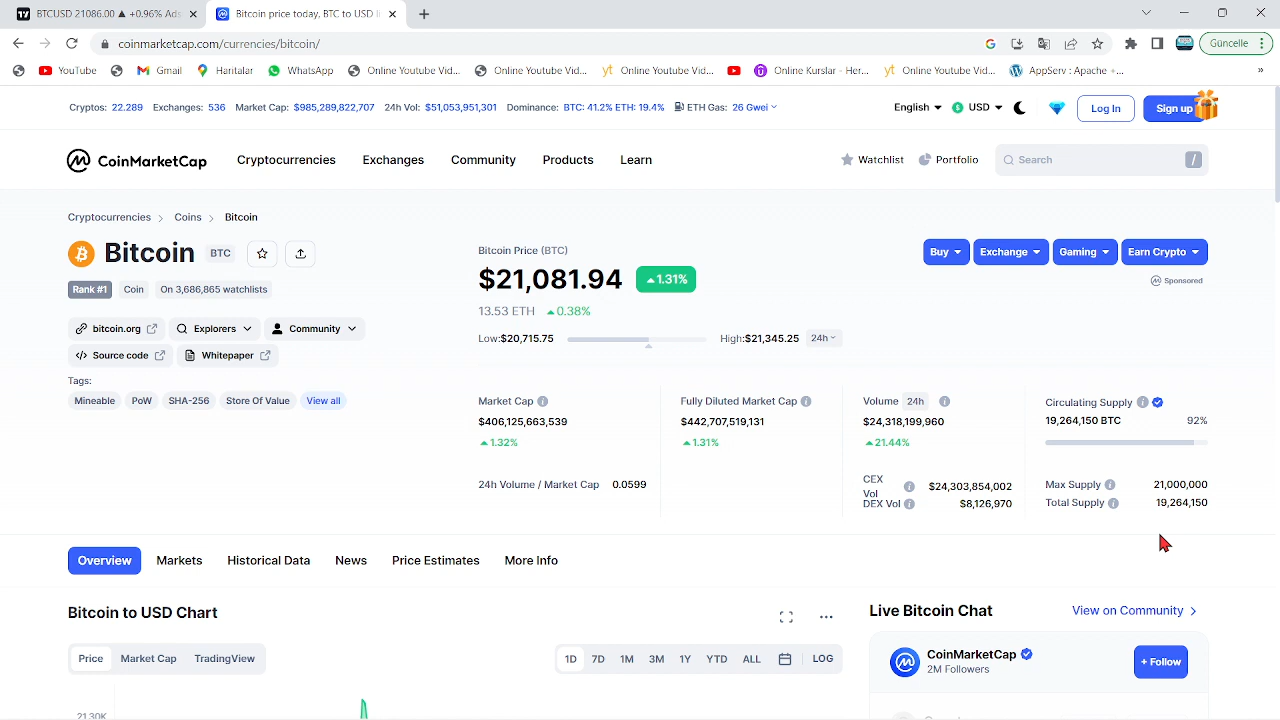 BTCUSD 21086.00 ▲ +0.96% Ads
Bitcoin price today, BTC to USD li
coinmarketcap.com/currencies/bitcoin/
Güncelle
YouTube Gmail Haritalar WhatsApp Online Youtube Vid... Online Youtube Vid... Online Youtube Vid... Online Kurslar - Her... Online Youtube Vid... AppServ : Apache +... »
Cryptos: 22.289 Exchanges: 536 Market Cap: $985,289,822,707 24h Vol: $51,053,951,301 Dominance: BTC: 41.2% ETH: 19.4% ETH Gas: 26 Gwei
English USD Log In Sign up
CoinMarketCap Cryptocurrencies Exchanges Community Products Learn Watchlist Portfolio Search /
Cryptocurrencies > Coins > Bitcoin
Bitcoin BTC
Rank #1 Coin On 3,686,865 watchlists
bitcoin.org Explorers Community
Source code Whitepaper
Tags:
Mineable PoW SHA-256 Store Of Value View all
Bitcoin Price (BTC)
$21,081.94 ▲1.31%
13.53 ETH ▲0.38%
Low:$20,715.75 High:$21,345.25 24h
Buy Exchange Gaming Earn Crypto
Sponsored
Market Cap
$406,125,663,539
▲1.32%
24h Volume / Market Cap 0.0599
Fully Diluted Market Cap
$442,707,519,131
▲1.31%
Volume 24h
$24,318,199,960
▲21.44%
CEX Vol $24,303,854,002
DEX Vol $8,126,970
Circulating Supply
19,264,150 BTC 92%
Max Supply 21,000,000
Total Supply 19,264,150
Overview Markets Historical Data News Price Estimates More Info
Bitcoin to USD Chart
Price Market Cap TradingView
1D 7D 1M 3M 1Y YTD ALL LOG
21.30K
Live Bitcoin Chat View on Community >
CoinMarketCap
2M Followers
+ Follow